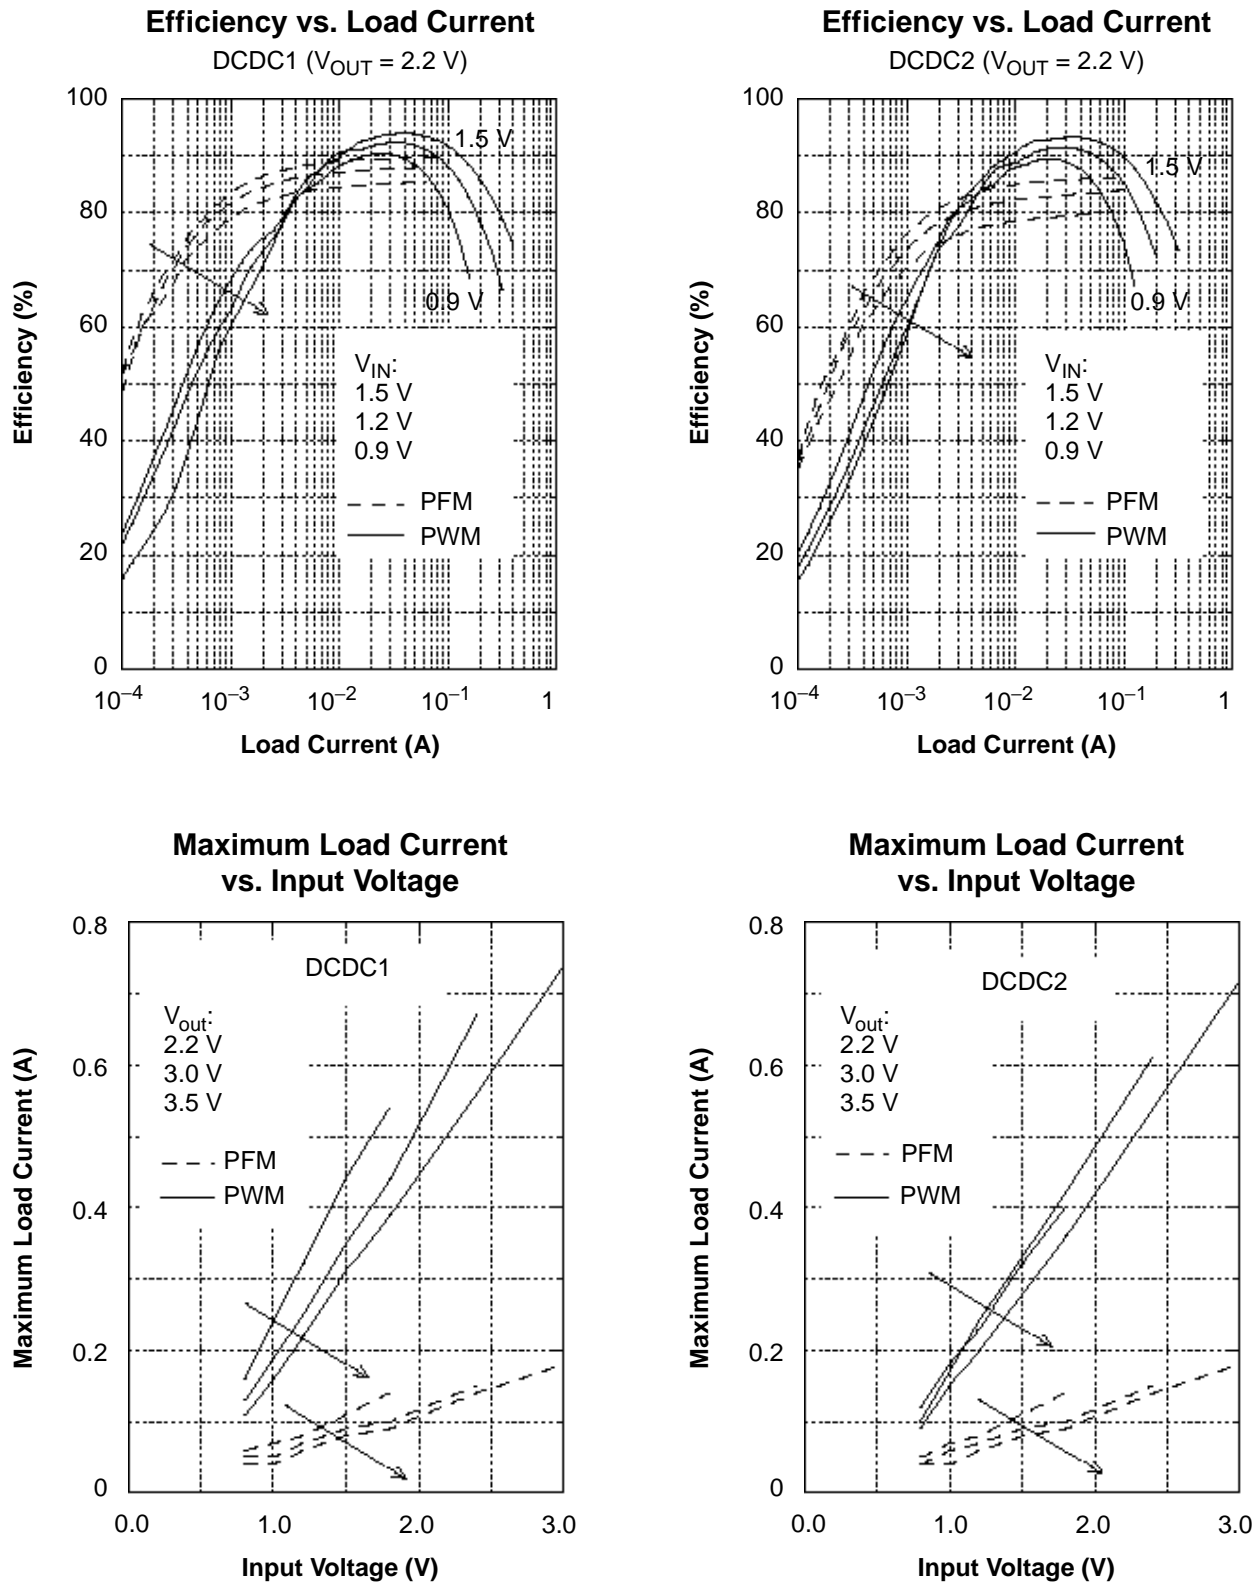 Efficiency vs. Load Current
DCDC1 (VOUT = 2.2 V)
100
80
60
40
20
0
Efficiency (%)
1.5 V
0.9 V
VIN:
1.5 V
1.2 V
0.9 V
PFM
PWM
10–4
10–3
10–2
10–1
1
Load Current (A)
Efficiency vs. Load Current
DCDC2 (VOUT = 2.2 V)
100
80
60
40
20
0
Efficiency (%)
1.5 V
0.9 V
VIN:
1.5 V
1.2 V
0.9 V
PFM
PWM
10–4
10–3
10–2
10–1
1
Load Current (A)
Maximum Load Current
vs. Input Voltage
0.8
0.6
0.4
0.2
0
Maximum Load Current (A)
DCDC1
Vout:
2.2 V
3.0 V
3.5 V
PFM
PWM
0.0
1.0
2.0
3.0
Input Voltage (V)
Maximum Load Current
vs. Input Voltage
0.8
0.6
0.4
0.2
0
Maximum Load Current (A)
DCDC2
Vout:
2.2 V
3.0 V
3.5 V
PFM
PWM
0.0
1.0
2.0
3.0
Input Voltage (V)